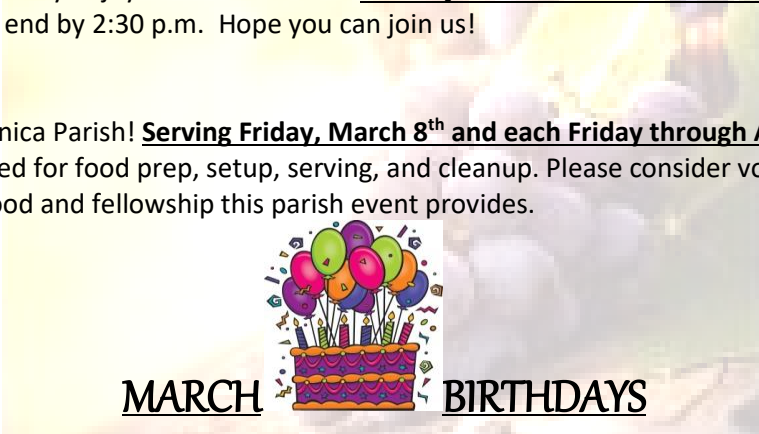 end by 2:30 p.m. Hope you can join us!
nica Parish! Serving Friday, March 8th and each Friday through A
ed for food prep, setup, serving, and cleanup. Please consider vo
ood and fellowship this parish event provides.
MARCH BIRTHDAYS